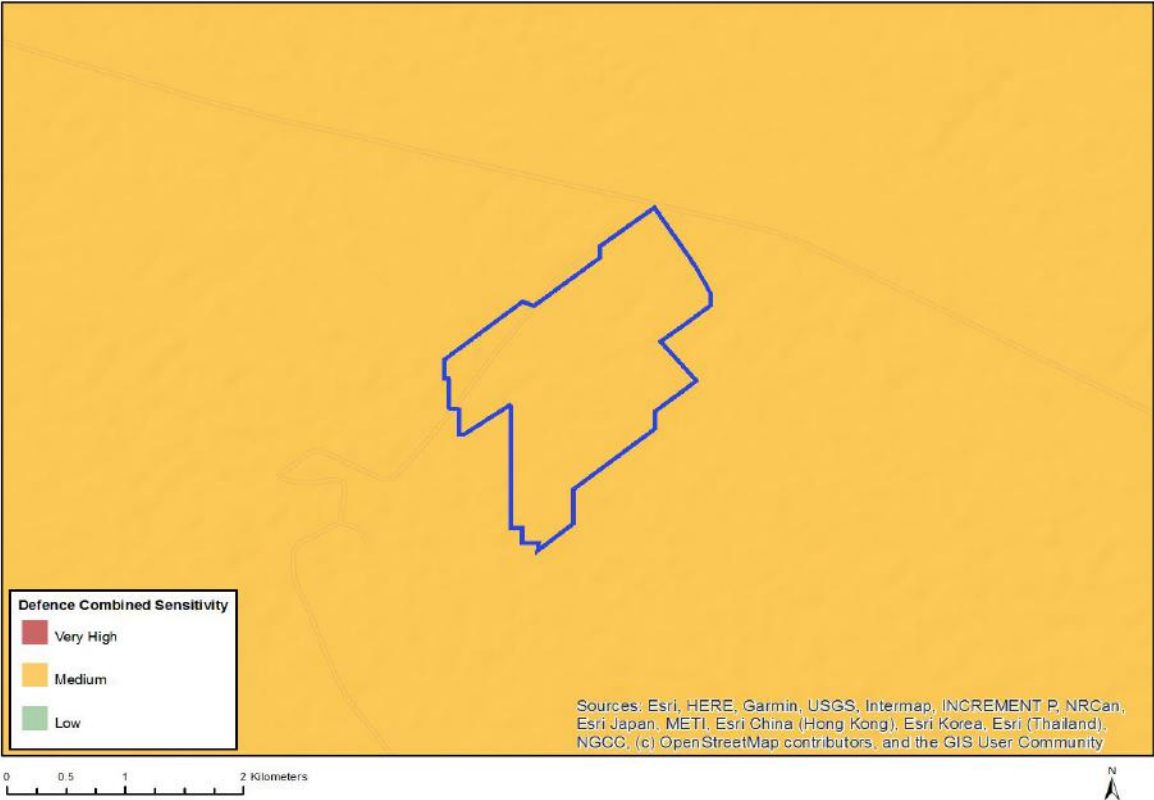 Defence Combined Sensitivity
Very High
Medium
Low
Sources: Esri, HERE, Garmin, USGS, Intermap, INCREMENT P, NRCan,
Esri Japan, METI, Esri China (Hong Kong), Esri Korea, Esri (Thailand),
NGCC, (c) OpenStreetMap contributors, and the GIS User Community
0 0.5 1 2 Kilometers
N